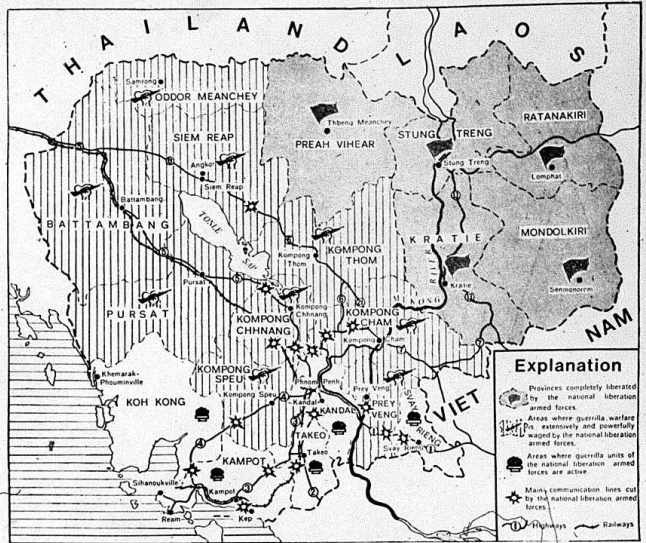 THAILAND
LAOS
Samrong
ODDOR MEANCHEY
SIEM REAP
Angkor
Siem Reap
Thbeng Meanchey
PREAH VIHEAR
STUNG TRENG
Stung Treng
RATANAKIRI
Lomphat
MONDOLKIRI
Senmonorem
KRATIE
Kratie
RIVER
BATTAMBANG
Battambang
TONLE
SAP
Kompong
Thom
KOMPONG
THOM
Pursat
PURSAT
Kompong
Chhnang
KOMPONG
CHHNANG
KOMPONG
CHAM
Kompong Cham
KOMPONG
SPEU
Kompong Speu
Phnom Penh
Kandal
KANDAL
Prey Veng
PREY
VENG
SVAY
RIENG
Svay Rieng
VIET
NAM
Khemarak-
Phouminville
KOH KONG
TAKEO
Takeo
KAMPOT
Kampot
Sihanoukville
Ream
Kep
Explanation
Provinces completely liberated
by the national liberation
armed forces.
Areas where guerrilla warfare
is extensively and powerfully
waged by the national liberation
armed forces.
Areas where guerrilla units of
the national liberation armed
forces are active.
Main communication lines cut
by the national liberation armed
forces
Highways
Railways